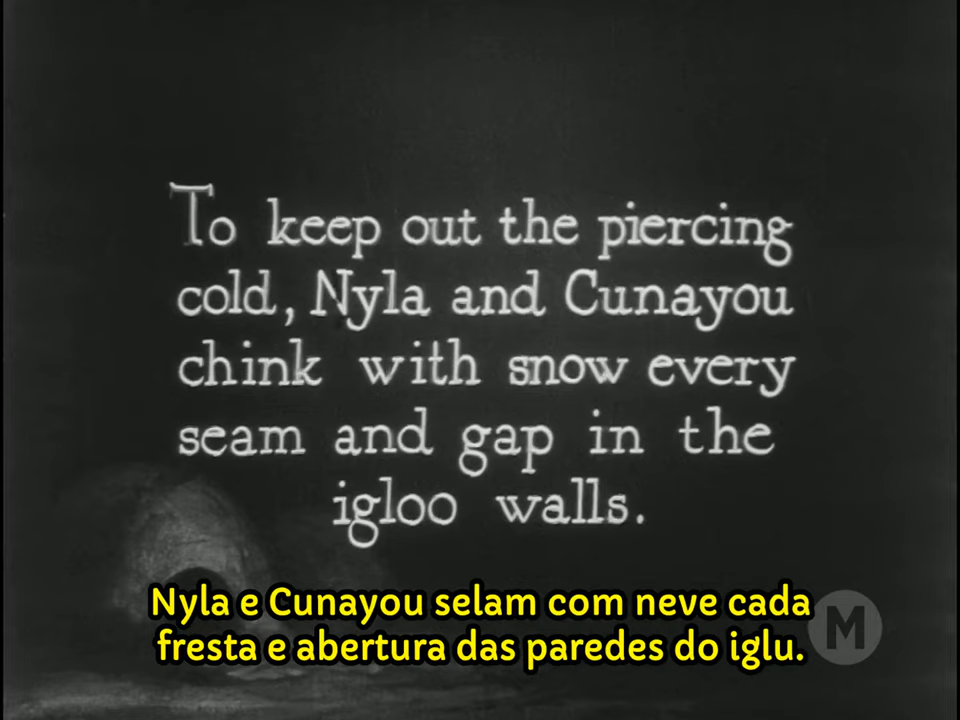 To keep out the piercing
cold, Nyla and Cunayou
chink with snow every
seam and gap in the
igloo walls.
Nyla e Cunayou selam com neve cada
fresta e abertura das paredes do iglu.
M